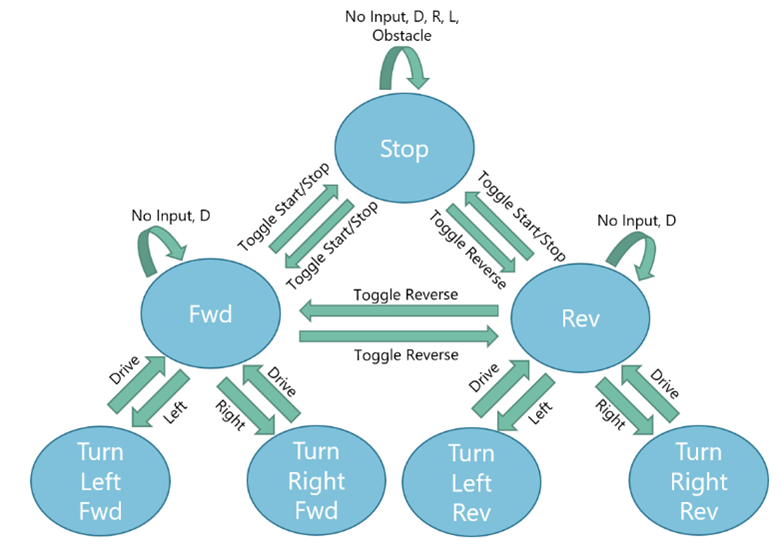 No Input, D, R, L,
Obstacle
Stop
Toggle Start/Stop
Toggle Start/Stop
Toggle Start/Stop
Toggle Reverse
No Input, D
No Input, D
Fwd
Toggle Reverse
Toggle Reverse
Rev
Drive
Left
Right
Drive
Drive
Left
Right
Drive
Turn
Left
Fwd
Turn
Right
Fwd
Turn
Left
Rev
Turn
Right
Rev